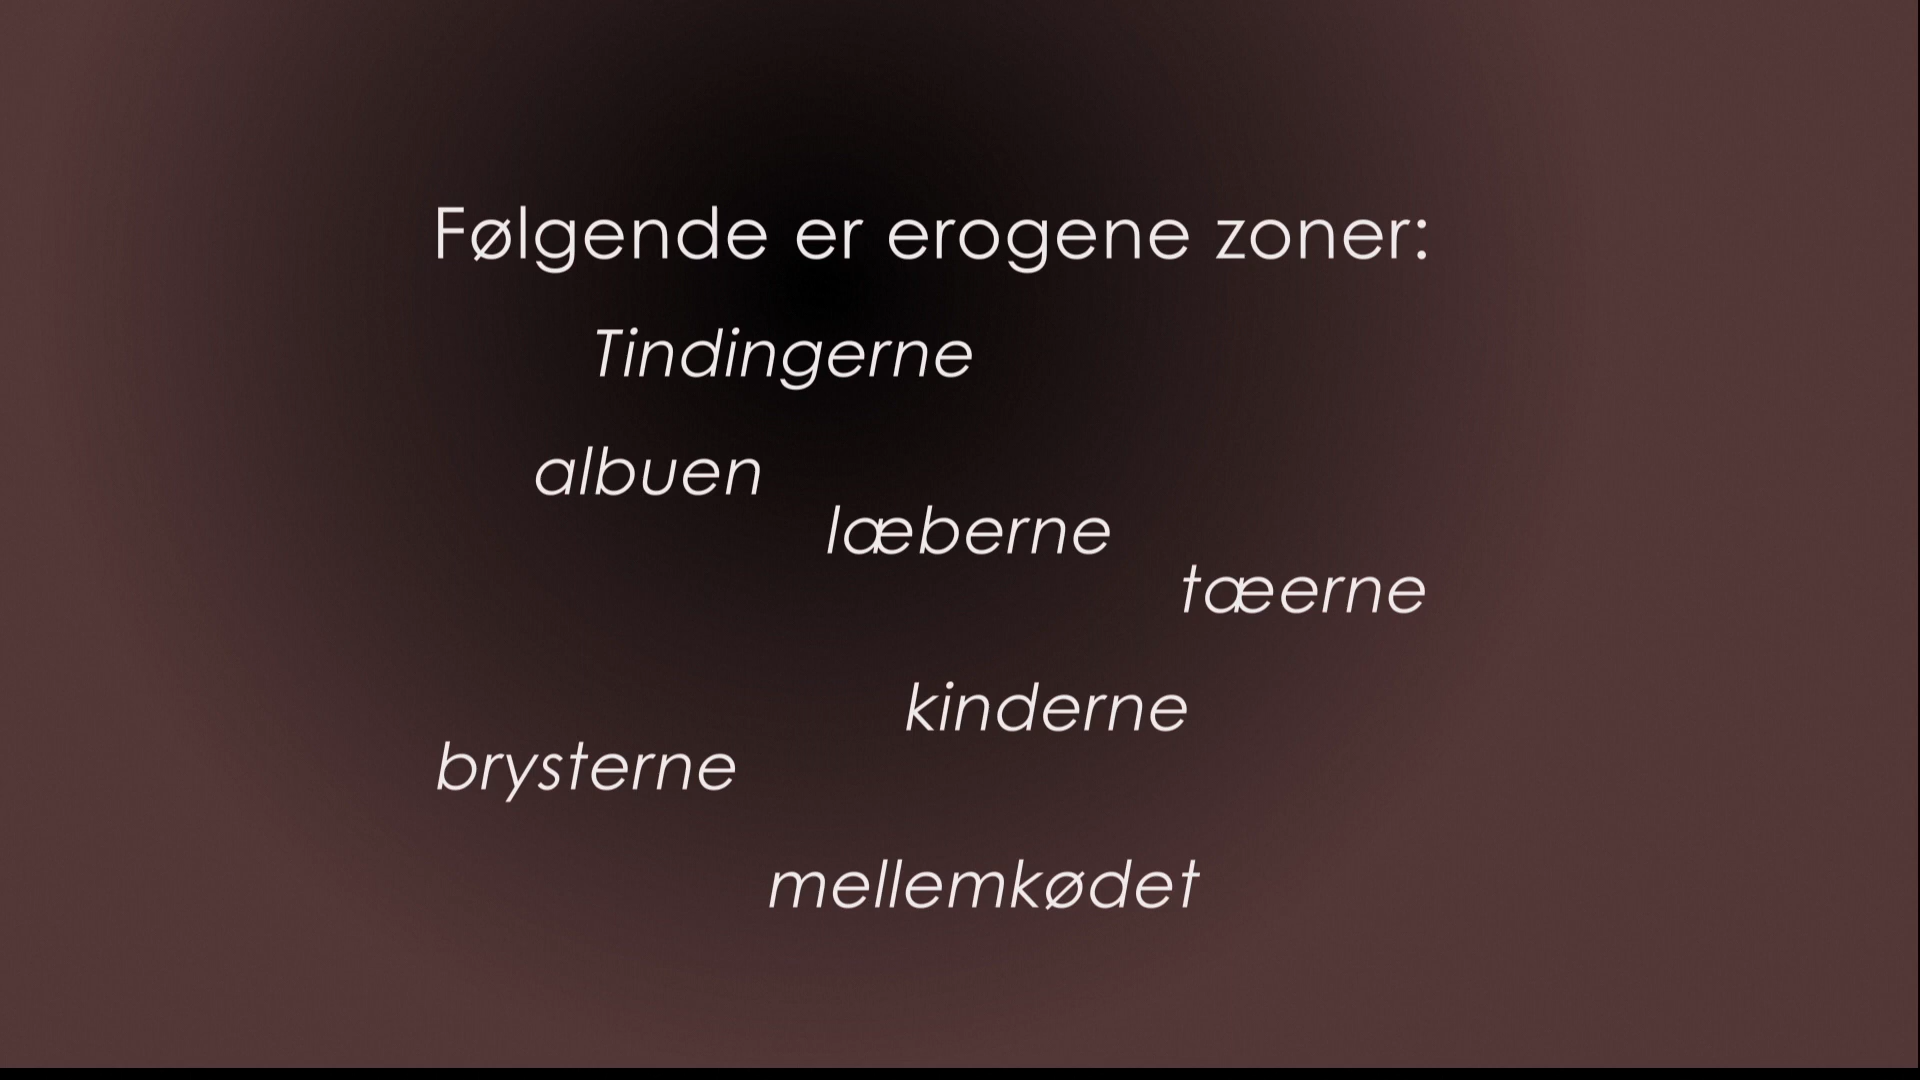 Følgende er erogene zoner:
Tindingerne
albuen
læberne
tæerne
kinderne
brysterne
mellemkødet